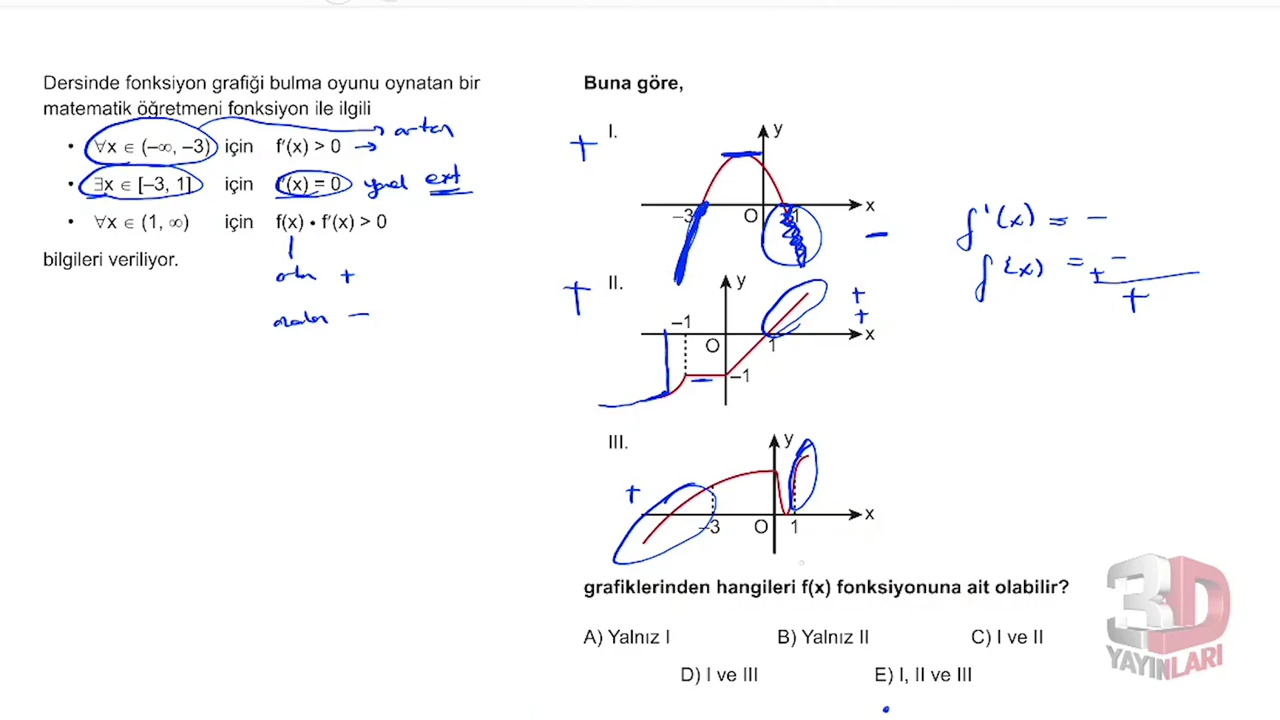 Dersinde fonksiyon grafiği bulma oyunu oynatan bir
matematik öğretmeni fonksiyon ile ilgili
artan
• ∀x ∈ (−∞, −3) için f'(x) > 0 →
• ∃x ∈ [−3, 1] için f'(x) = 0 yerel ext
• ∀x ∈ (1, ∞) için f(x) • f'(x) > 0
bilgileri veriliyor.
artan +
azalan −
Buna göre,
+ I.
y
−3 O 1 x
−
+ II.
y
−1
O 1 x
−1
+
+
III.
y
+
−3 O 1 x
f'(x) = −
f(x) = −
+
+
grafiklerinden hangileri f(x) fonksiyonuna ait olabilir?
A) Yalnız I B) Yalnız II C) I ve II
D) I ve III E) I, II ve III
3D
YAYINLARI